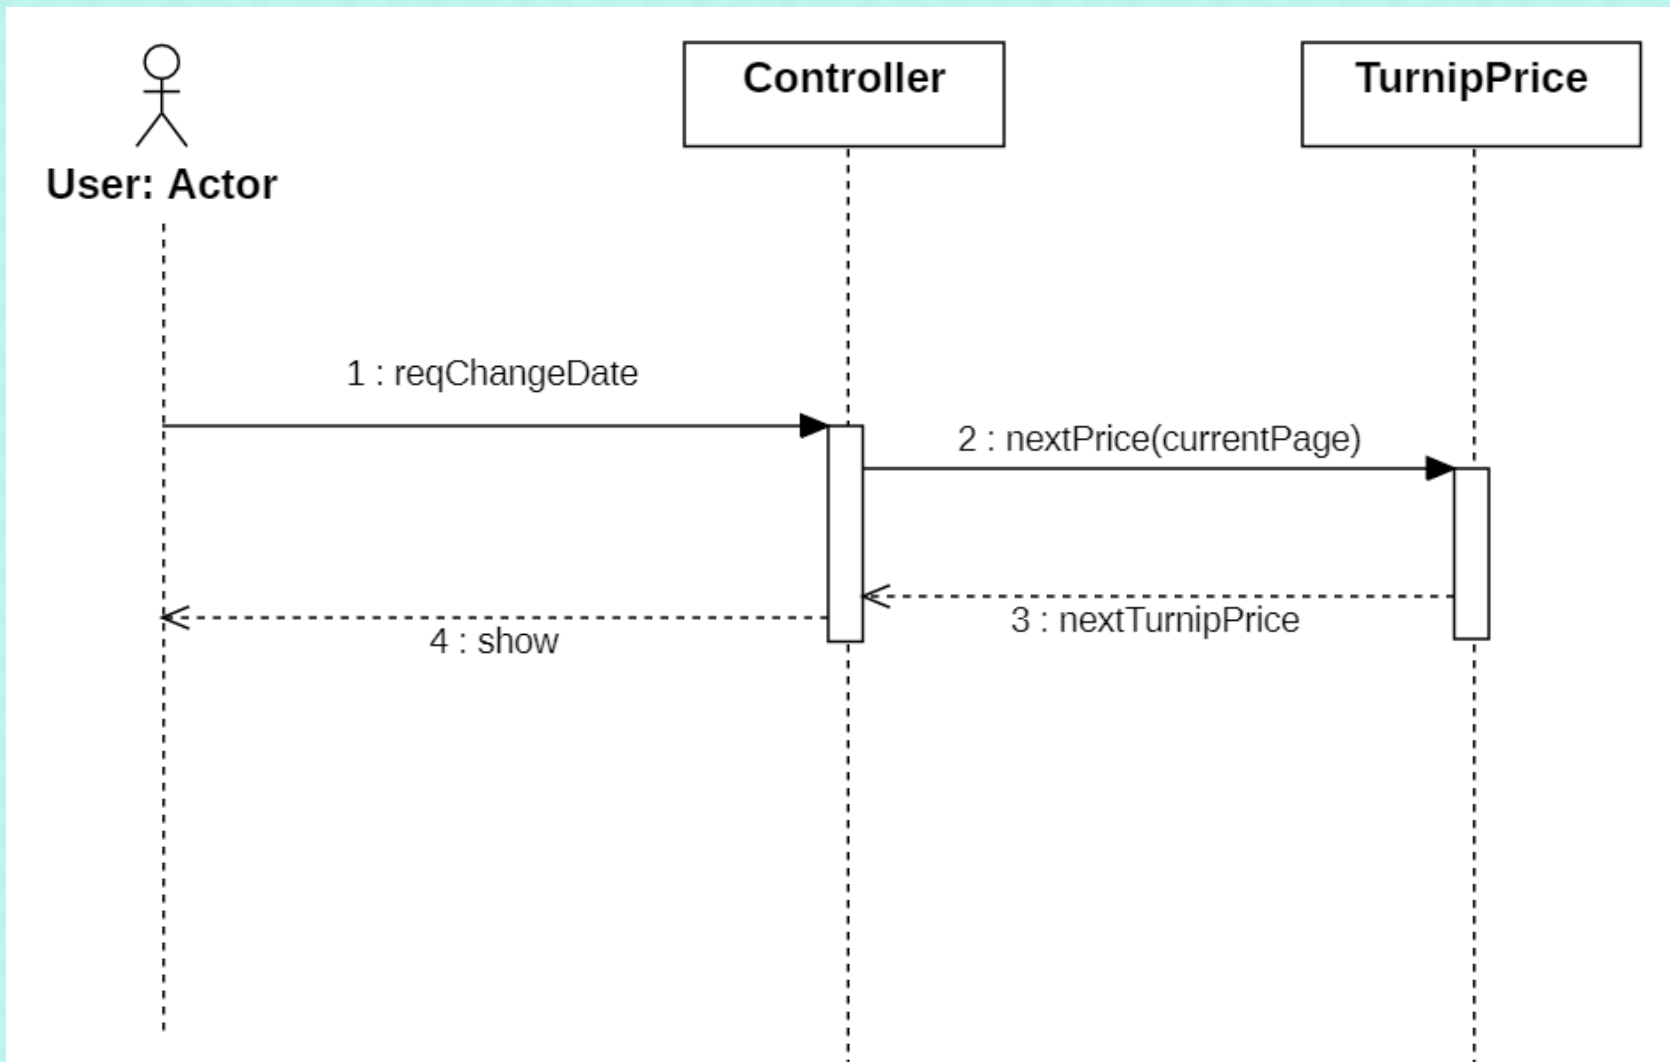 Controller
TurnipPrice
User: Actor
1 : reqChangeDate
2 : nextPrice(currentPage)
3 : nextTurnipPrice
4 : show